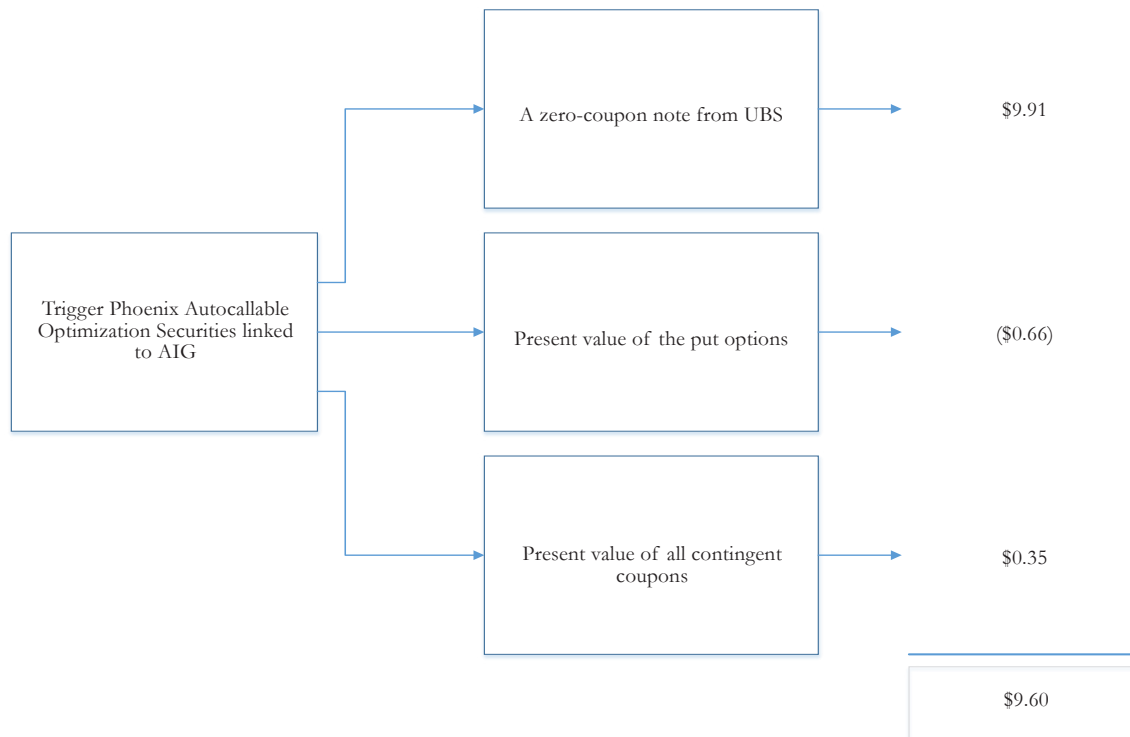 A zero-coupon note from UBS
$9.91
Trigger Phoenix Autocallable
Optimization Securities linked
to AIG
Present value of the put options
($0.66)
Present value of all contingent
coupons
$0.35
$9.60